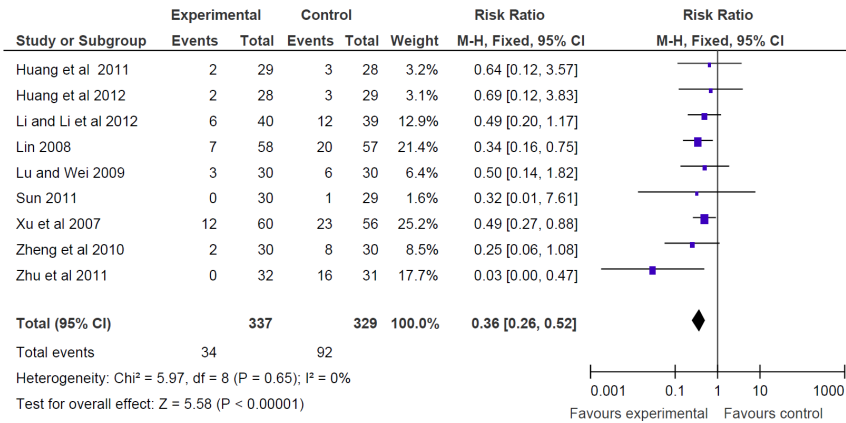 Experimental Control Risk Ratio Risk Ratio
Study or Subgroup Events Total Events Total Weight M-H, Fixed, 95% CI M-H, Fixed, 95% CI
Huang et al 2011 2 29 3 28 3.2% 0.64 [0.12, 3.57]
Huang et al 2012 2 28 3 29 3.1% 0.69 [0.12, 3.83]
Li and Li et al 2012 6 40 12 39 12.9% 0.49 [0.20, 1.17]
Lin 2008 7 58 20 57 21.4% 0.34 [0.16, 0.75]
Lu and Wei 2009 3 30 6 30 6.4% 0.50 [0.14, 1.82]
Sun 2011 0 30 1 29 1.6% 0.32 [0.01, 7.61]
Xu et al 2007 12 60 23 56 25.2% 0.49 [0.27, 0.88]
Zheng et al 2010 2 30 8 30 8.5% 0.25 [0.06, 1.08]
Zhu et al 2011 0 32 16 31 17.7% 0.03 [0.00, 0.47]
Total (95% CI) 337 329 100.0% 0.36 [0.26, 0.52]
Total events 34 92
Heterogeneity: Chi² = 5.97, df = 8 (P = 0.65); I² = 0%
Test for overall effect: Z = 5.58 (P < 0.00001)
0.001 0.1 1 10 1000
Favours experimental Favours control